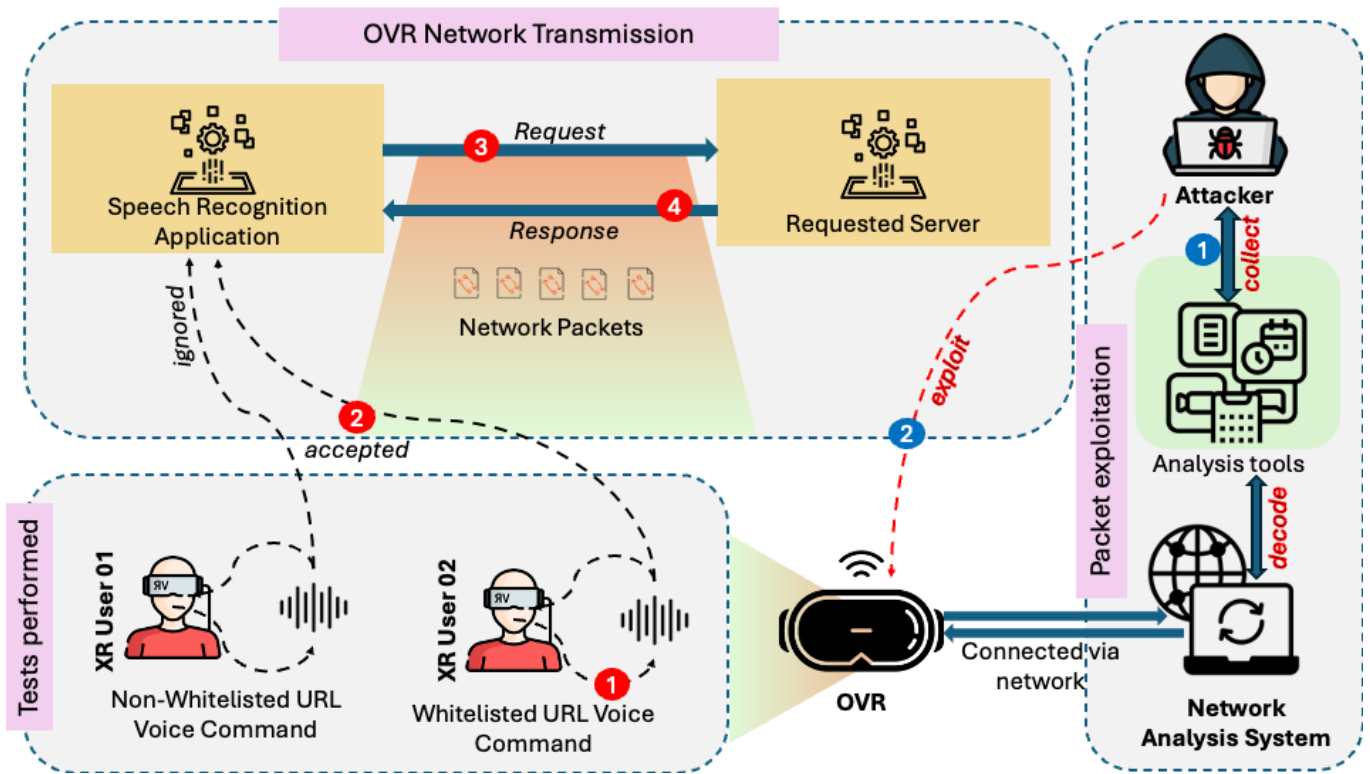 OVR Network Transmission
Speech Recognition
Application
3
Request
4
Response
Requested Server
Network Packets
ignored
2
accepted
Attacker
1
collect
exploit
2
Analysis tools
decode
Packet exploitation
Tests performed
XR User 01
VR
Non-Whitelisted URL
Voice Command
XR User 02
VR
1
Whitelisted URL Voice
Command
OVR
Connected via
network
Network
Analysis System